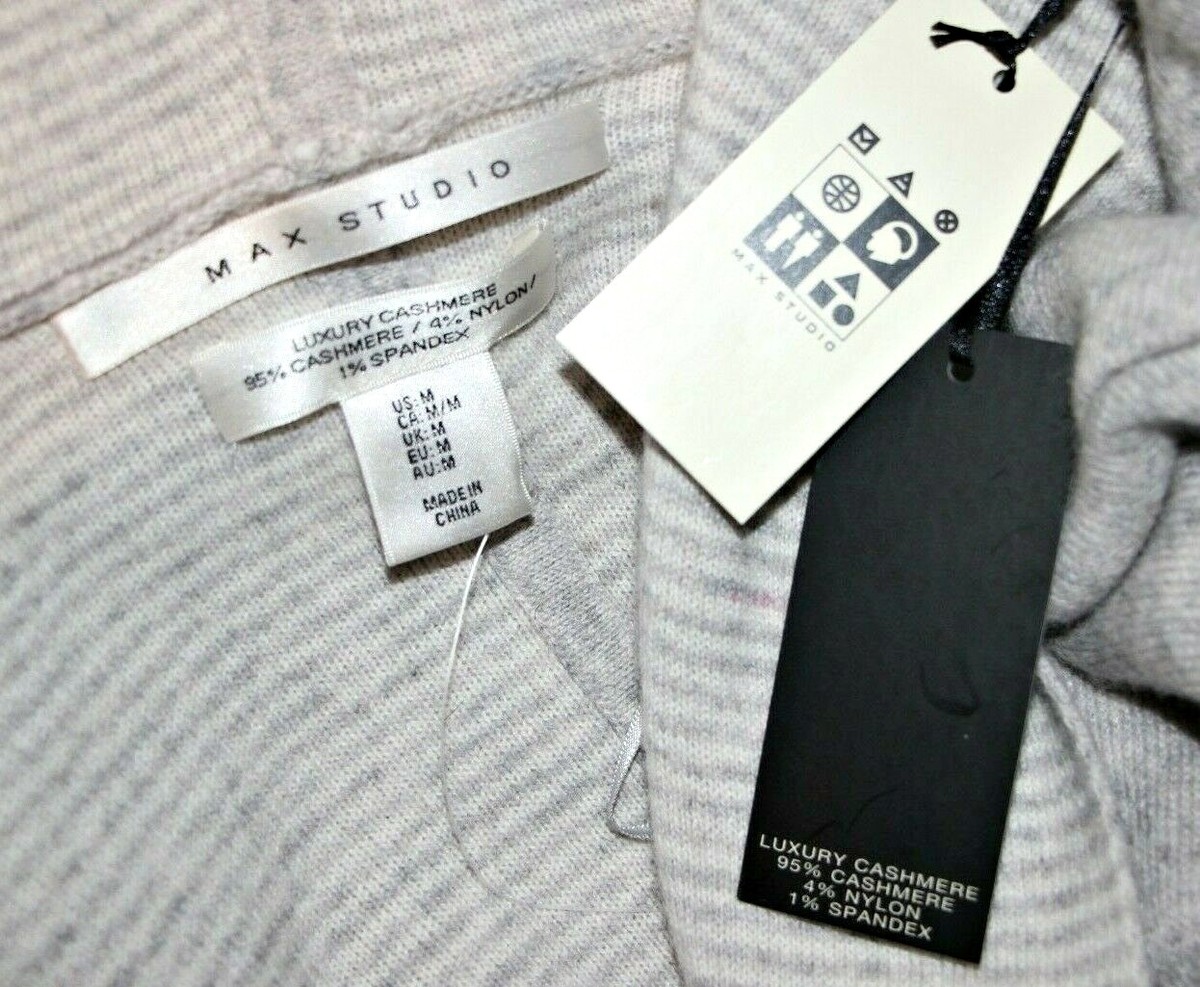 MAX STUDIO
LUXURY CASHMERE
95% CASHMERE / 4% NYLON/
1% SPANDEX
US: M
CA: M/M
UK: M
EU: M
AU: M
MADE IN
CHINA
MAX STUDIO
LUXURY CASHMERE
95% CASHMERE
4% NYLON
1% SPANDEX